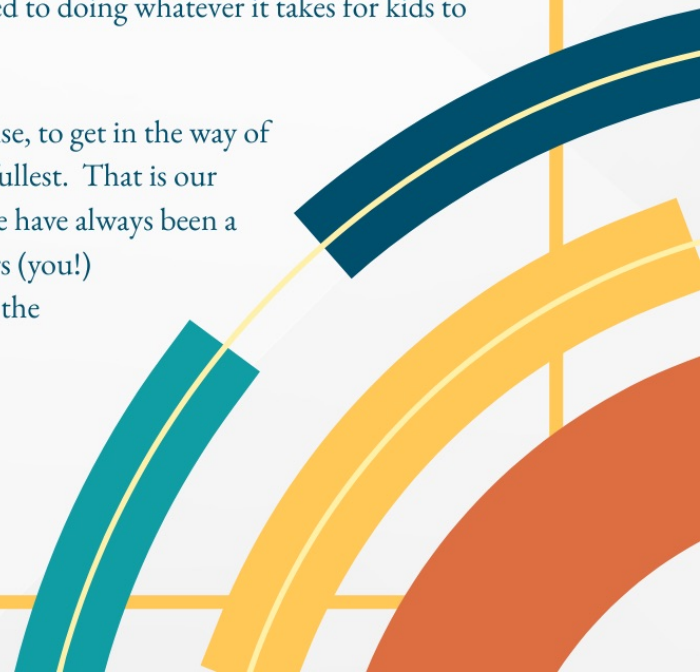 ed to doing whatever it takes for kids to
se, to get in the way of
ullest. That is our
e have always been a
s (you!)
the